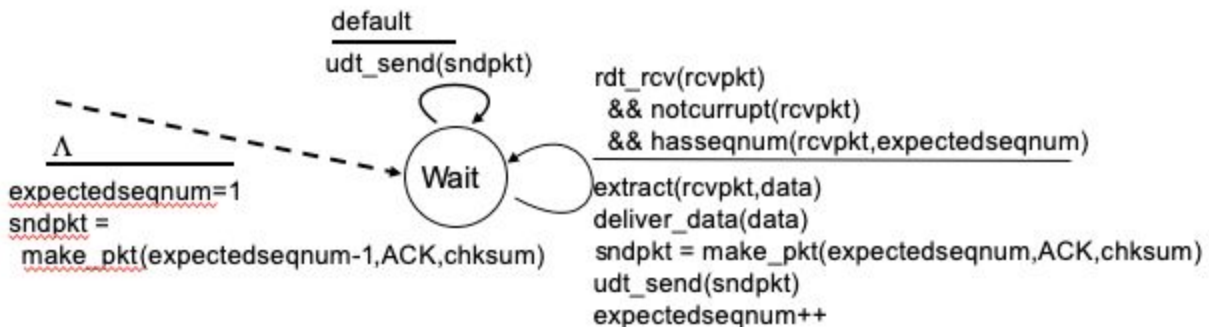 default
udt_send(sndpkt)
rdt_rcv(rcvpkt)
&& notcurrupt(rcvpkt)
&& hasseqnum(rcvpkt,expectedseqnum)
Λ
Wait
expectedseqnum=1
sndpkt =
make_pkt(expectedseqnum-1,ACK,chksum)
extract(rcvpkt,data)
deliver_data(data)
sndpkt = make_pkt(expectedseqnum,ACK,chksum)
udt_send(sndpkt)
expectedseqnum++